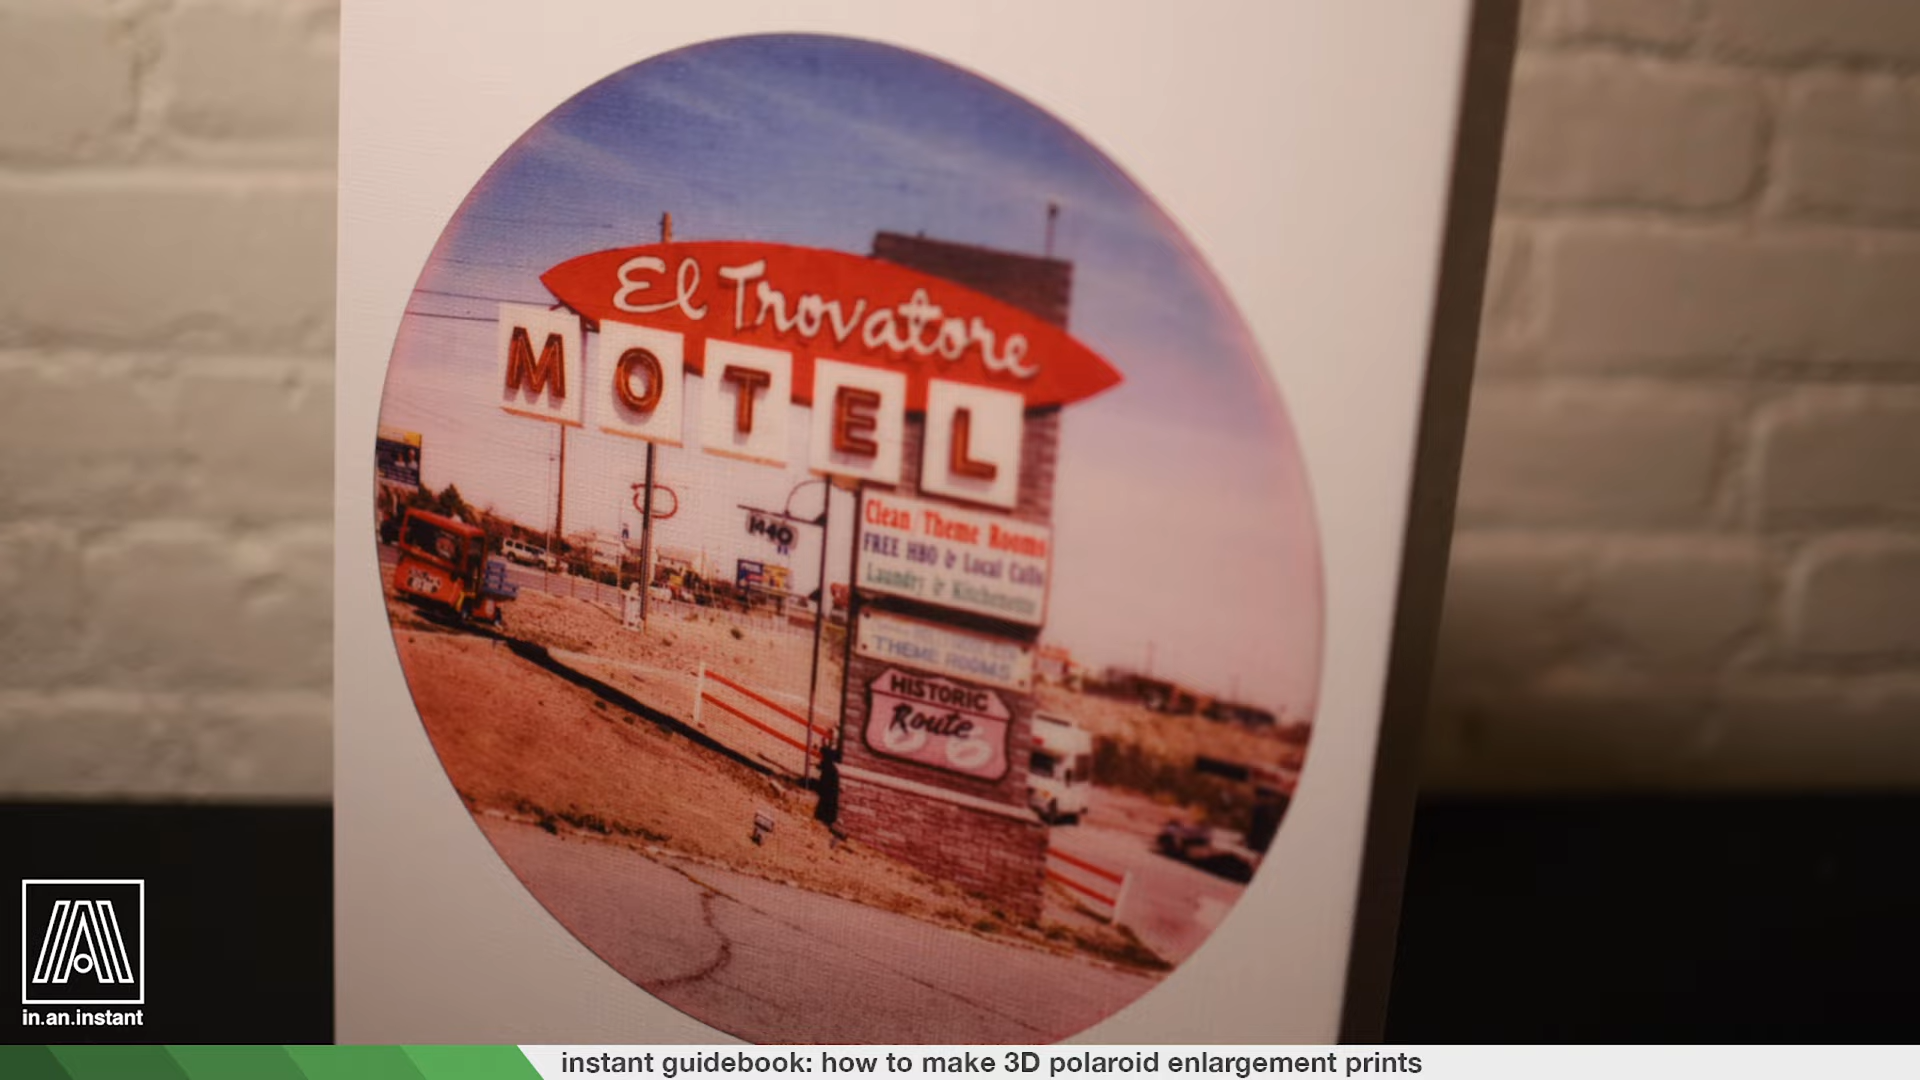 El Trovatore
MOTEL
1440
Clean Theme Rooms
FREE HBO & Local Calls
Laundry & Kitchenette
THEME ROOMS
HISTORIC
Route
in.an.instant
instant guidebook: how to make 3D polaroid enlargement prints